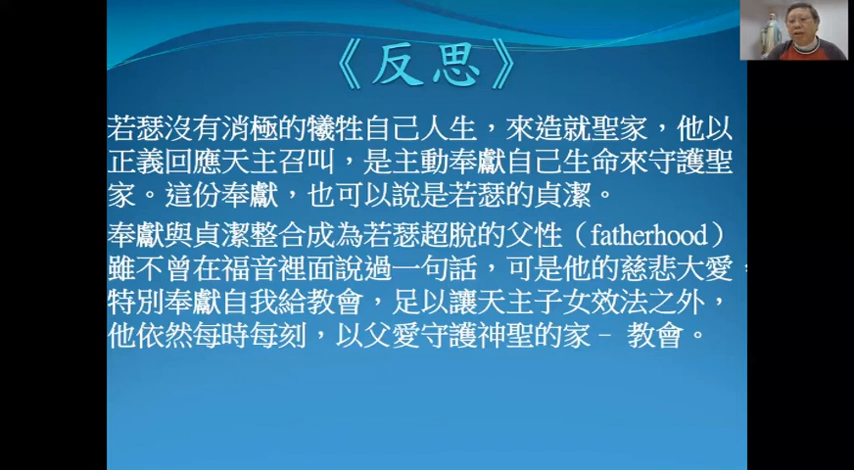 《反思》
若瑟沒有消極的犧牲自己人生，來造就聖家，他以
正義回應天主召叫，是主動奉獻自己生命來守護聖
家。這份奉獻，也可以說是若瑟的貞潔。
奉獻與貞潔整合成為若瑟超脫的父性（fatherhood）
雖不曾在福音裡面說過一句話，可是他的慈悲大愛，
特別奉獻自我給教會，足以讓天主子女效法之外，
他依然每時每刻，以父愛守護神聖的家– 教會。